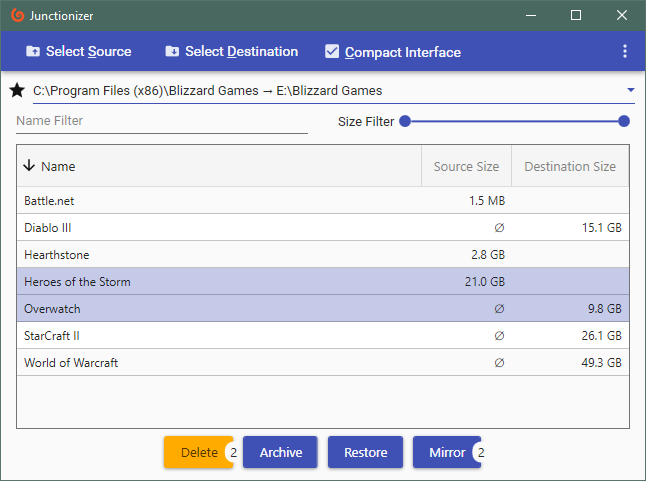 Junctionizer
Select Source Select Destination Compact Interface
C:\Program Files (x86)\Blizzard Games → E:\Blizzard Games
Name Filter Size Filter
Name Source Size Destination Size
Battle.net 1.5 MB
Diablo III ∅ 15.1 GB
Hearthstone 2.8 GB
Heroes of the Storm 21.0 GB
Overwatch ∅ 9.8 GB
StarCraft II ∅ 26.1 GB
World of Warcraft ∅ 49.3 GB
Delete 2 Archive Restore Mirror 2